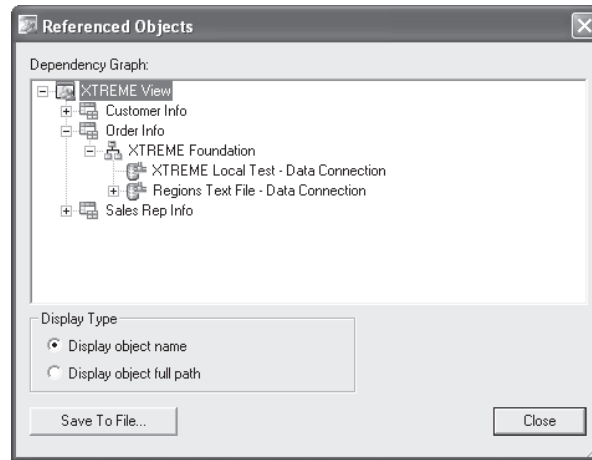 Referenced Objects
Dependency Graph:
XTREME View
Customer Info
Order Info
XTREME Foundation
XTREME Local Test - Data Connection
Regions Text File - Data Connection
Sales Rep Info
Display Type
Display object name
Display object full path
Save To File...
Close